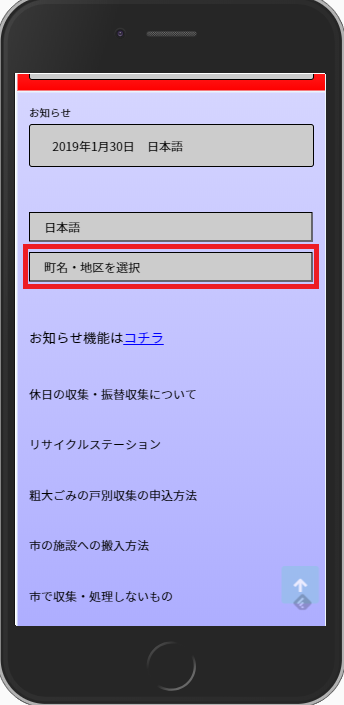 お知らせ
2019年1月30日　日本語
日本語
町名・地区を選択
お知らせ機能はコチラ
休日の収集・振替収集について
リサイクルステーション
粗大ごみの戸別収集の申込方法
市の施設への搬入方法
市で収集・処理しないもの